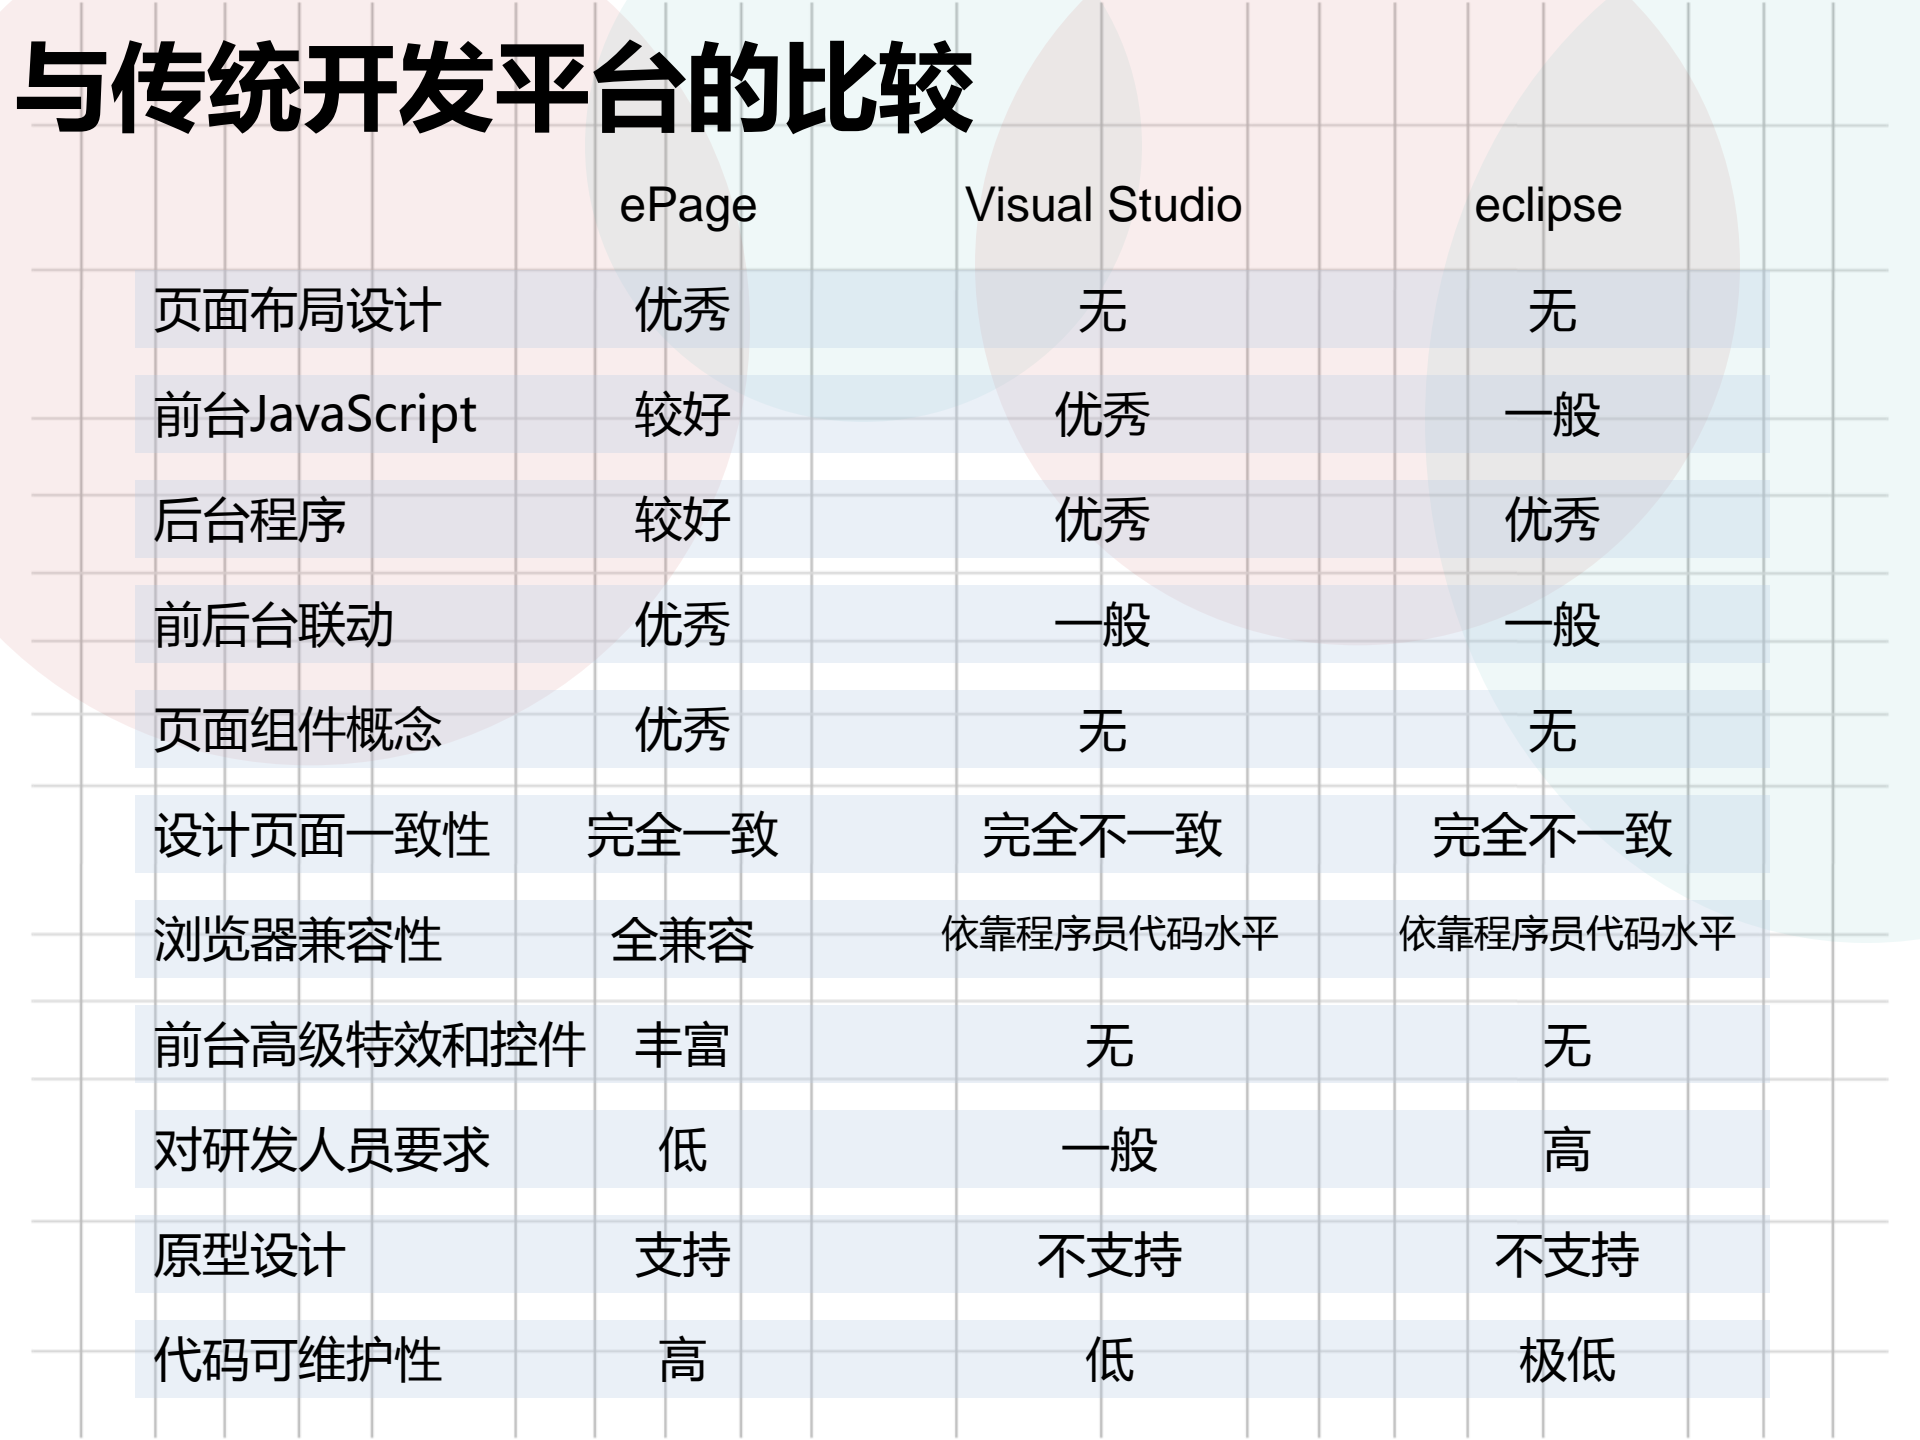 与传统开发平台的比较
ePage Visual Studio eclipse
页面布局设计 优秀 无 无
前台JavaScript 较好 优秀 一般
后台程序 较好 优秀 优秀
前后台联动 优秀 一般 一般
页面组件概念 优秀 无 无
设计页面一致性 完全一致 完全不一致 完全不一致
浏览器兼容性 全兼容 依靠程序员代码水平 依靠程序员代码水平
前台高级特效和控件 丰富 无 无
对研发人员要求 低 一般 高
原型设计 支持 不支持 不支持
代码可维护性 高 低 极低